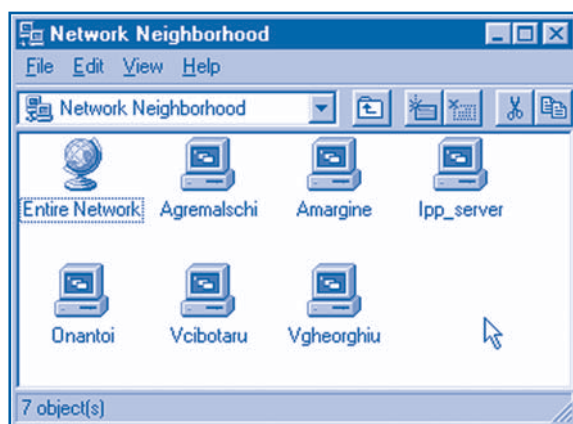 Network Neighborhood
File Edit View Help
Network Neighborhood
Entire Network Agremalschi Amargine Ipp_server
Onantoi Vcibotaru Vgheorghiu
7 object(s)